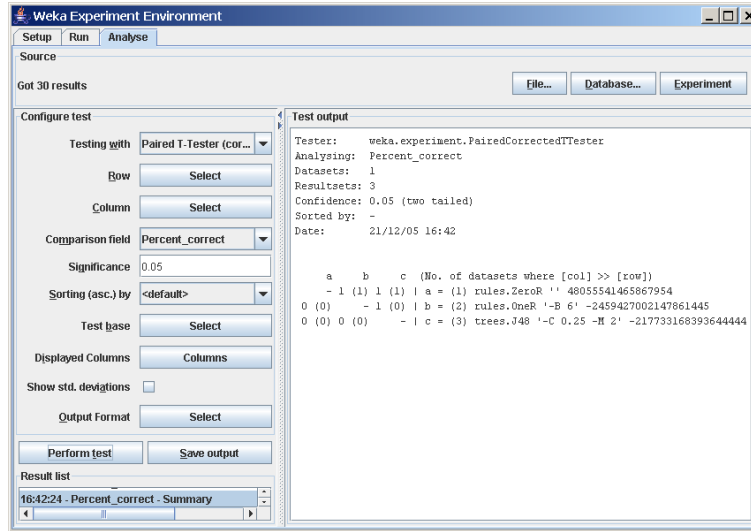 Weka Experiment Environment
Setup Run Analyse
Source
Got 30 results
File... Database... Experiment
Configure test
Testing with Paired T-Tester (cor...
Row Select
Column Select
Comparison field Percent_correct
Significance 0.05
Sorting (asc.) by <default>
Test base Select
Displayed Columns Columns
Show std. deviations
Output Format Select
Perform test Save output
Result list
16:42:24 - Percent_correct - Summary
Test output
Tester: weka.experiment.PairedCorrectedTTester
Analysing: Percent_correct
Datasets: 1
Resultsets: 3
Confidence: 0.05 (two tailed)
Sorted by: -
Date: 21/12/05 16:42
a b c (No. of datasets where [col] >> [row])
- 1 (1) 1 (1) | a = (1) rules.ZeroR '' 48055541465867954
0 (0) - 1 (0) | b = (2) rules.OneR '-B 6' -2459427002147861445
0 (0) 0 (0) - | c = (3) trees.J48 '-C 0.25 -M 2' -217733168393644444